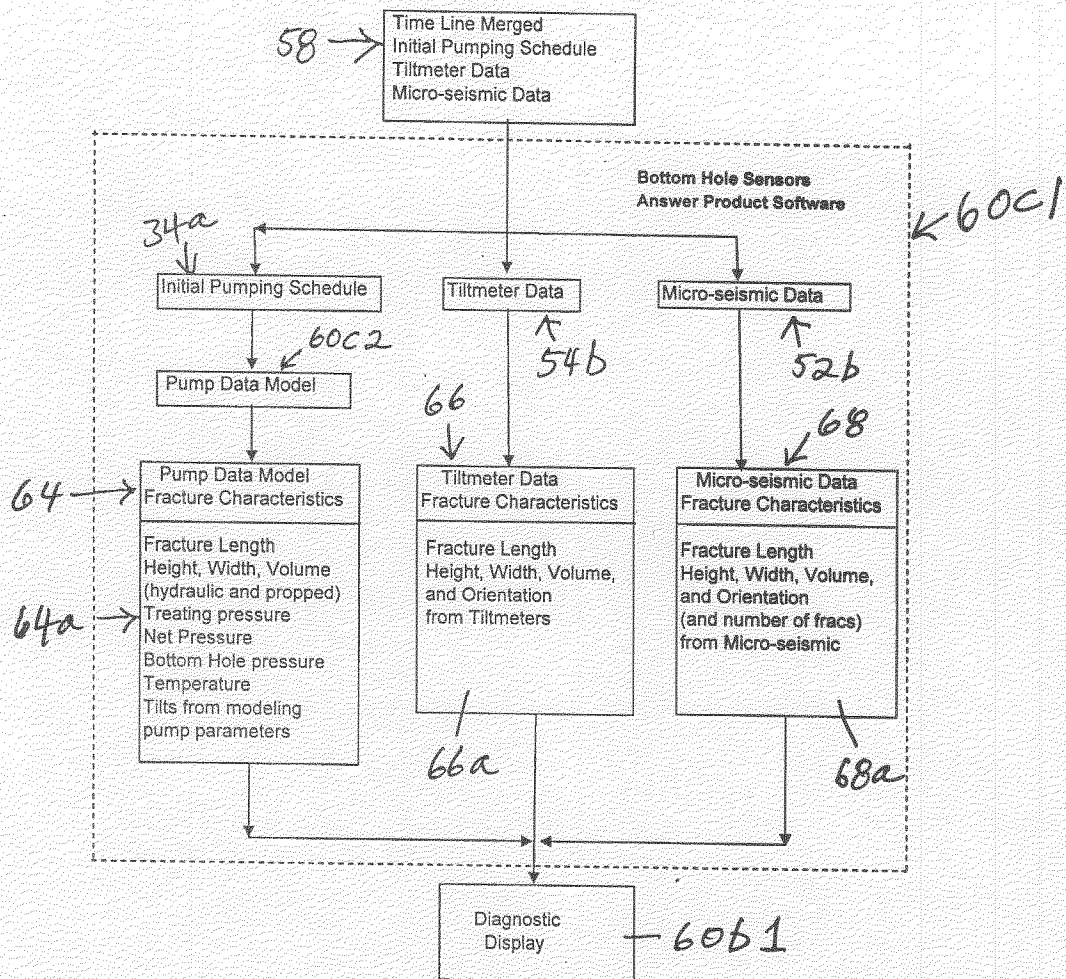 58
Time Line Merged
Initial Pumping Schedule
Tiltmeter Data
Micro-seismic Data
Bottom Hole Sensors
Answer Product Software
60c1
34a
Initial Pumping Schedule
Tiltmeter Data
Micro-seismic Data
60c2
54b
52b
Pump Data Model
66
68
64
Pump Data Model
Fracture Characteristics
Tiltmeter Data
Fracture Characteristics
Micro-seismic Data
Fracture Characteristics
64a
Fracture Length
Height, Width, Volume
(hydraulic and propped)
Treating pressure
Net Pressure
Bottom Hole pressure
Temperature
Tilts from modeling
pump parameters
Fracture Length
Height, Width, Volume,
and Orientation
from Tiltmeters
66a
Fracture Length
Height, Width, Volume,
and Orientation
(and number of fracs)
from Micro-seismic
68a
Diagnostic
Display
60b1